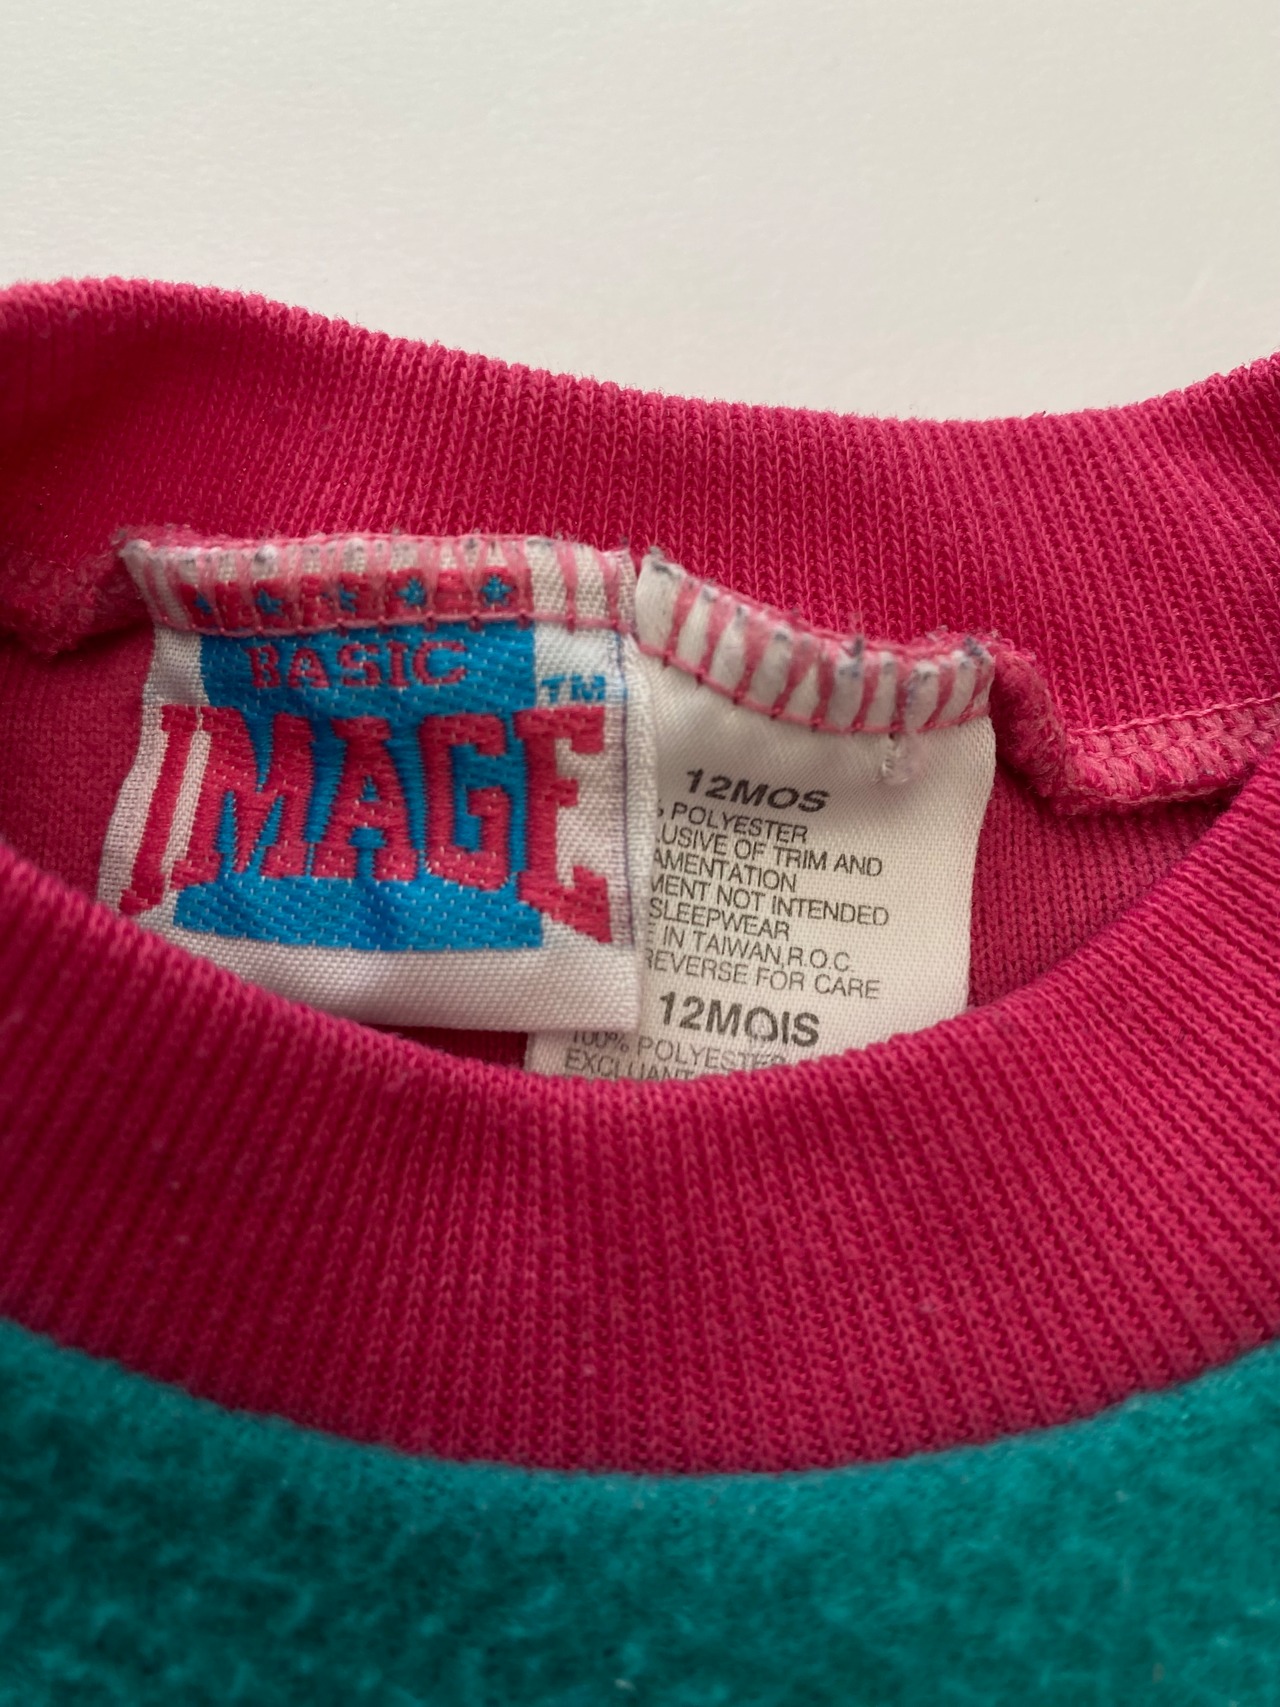 BASIC
TM
IMAGE
12MOS
% POLYESTER
LUSIVE OF TRIM AND
AMENTATION
MENT NOT INTENDED
SLEEPWEAR
IN TAIWAN,R.O.C.
REVERSE FOR CARE
12MOIS
100% POLYESTER
EXCLUANT